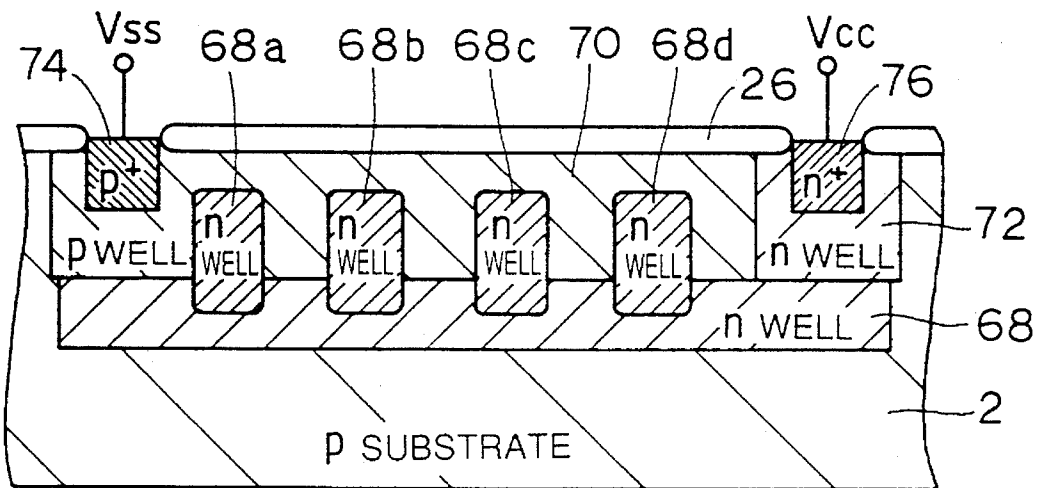 Vss
Vcc
74
68a
68b
68c
70
68d
26
76
p+
n+
n WELL
n WELL
n WELL
n WELL
p WELL
n WELL
72
n WELL
68
2
p SUBSTRATE